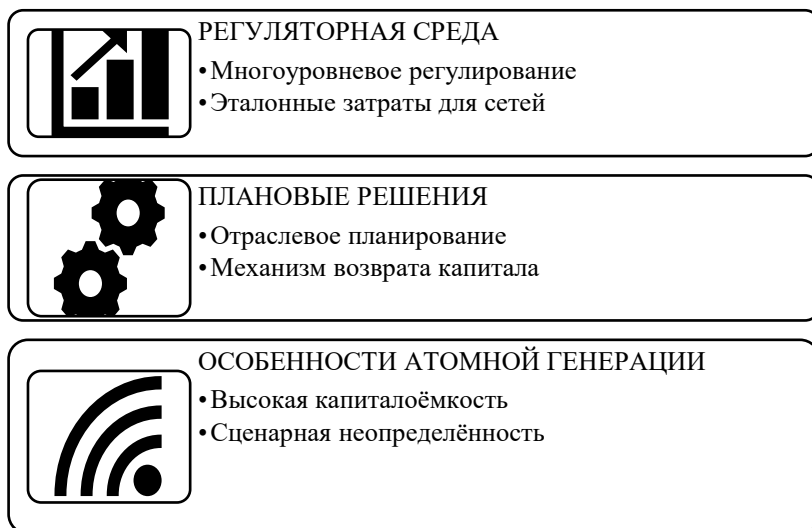 РЕГУЛЯТОРНАЯ СРЕДА
•Многоуровневое регулирование
•Эталонные затраты для сетей
ПЛАНОВЫЕ РЕШЕНИЯ
•Отраслевое планирование
•Механизм возврата капитала
ОСОБЕННОСТИ АТОМНОЙ ГЕНЕРАЦИИ
•Высокая капиталоёмкость
•Сценарная неопределённость